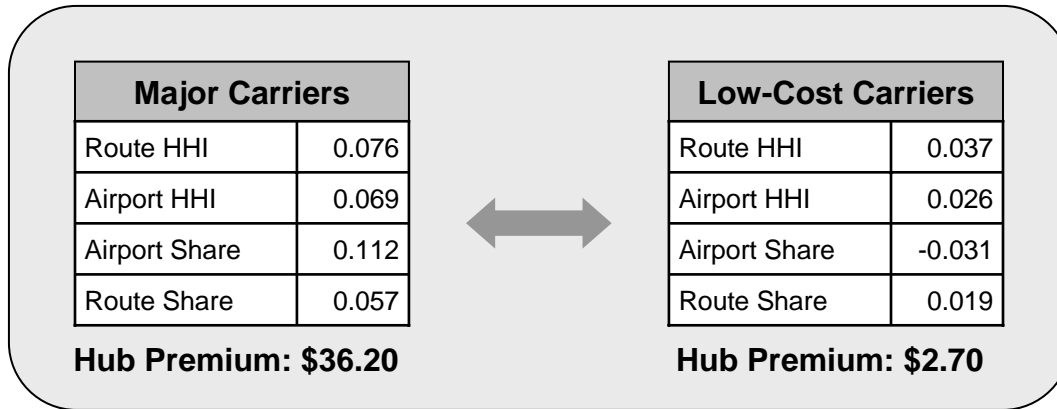 Major Carriers
Route HHI 0.076
Airport HHI 0.069
Airport Share 0.112
Route Share 0.057
Hub Premium: $36.20
Low-Cost Carriers
Route HHI 0.037
Airport HHI 0.026
Airport Share -0.031
Route Share 0.019
Hub Premium: $2.70